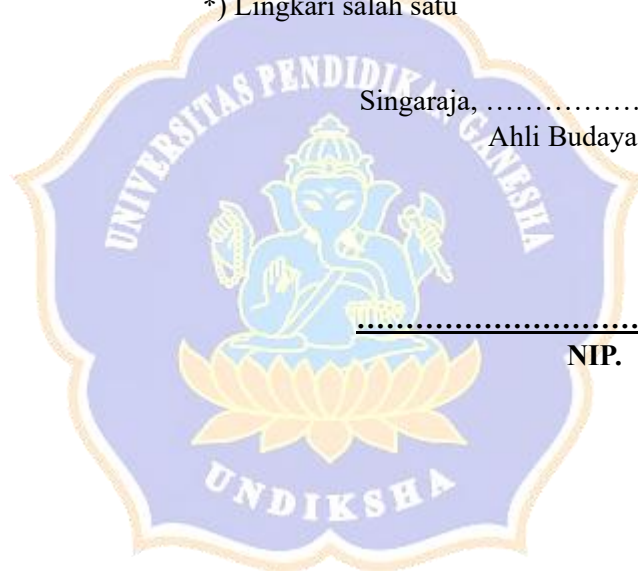 *) Lingkari salah satu
UNIVERSITAS PENDIDIKAN GANESHA
Singaraja, ………………
Ahli Budaya
................................
NIP.
UNDIKSHA